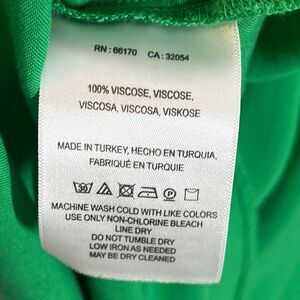 RN : 66170 CA : 32054
100% VISCOSE, VISCOSE,
VISCOSA, VISCOSA, VISKOSE
MADE IN TURKEY, HECHO EN TURQUIA,
FABRIQUÉ EN TURQUIE
30 P
MACHINE WASH COLD WITH LIKE COLORS
USE ONLY NON-CHLORINE BLEACH
LINE DRY
DO NOT TUMBLE DRY
LOW IRON AS NEEDED
MAY BE DRY CLEANED